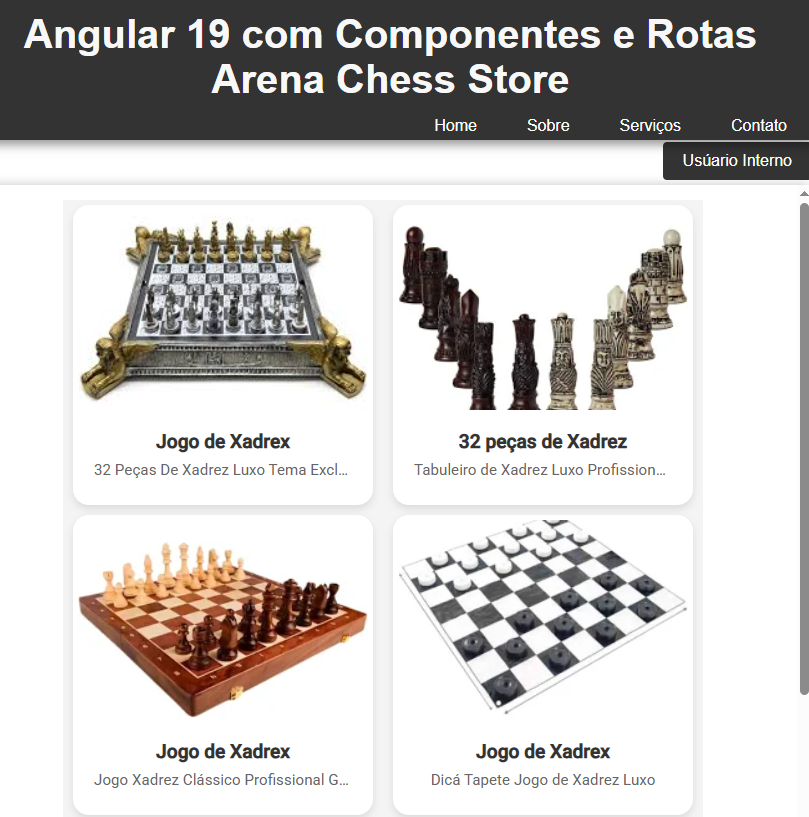 Angular 19 com Componentes e Rotas
Arena Chess Store
Home Sobre Serviços Contato
Usúario Interno
Jogo de Xadrex
32 Peças De Xadrez Luxo Tema Excl...
32 peças de Xadrez
Tabuleiro de Xadrez Luxo Profission...
Jogo de Xadrex
Jogo Xadrez Clássico Profissional G...
Jogo de Xadrex
Dicá Tapete Jogo de Xadrez Luxo